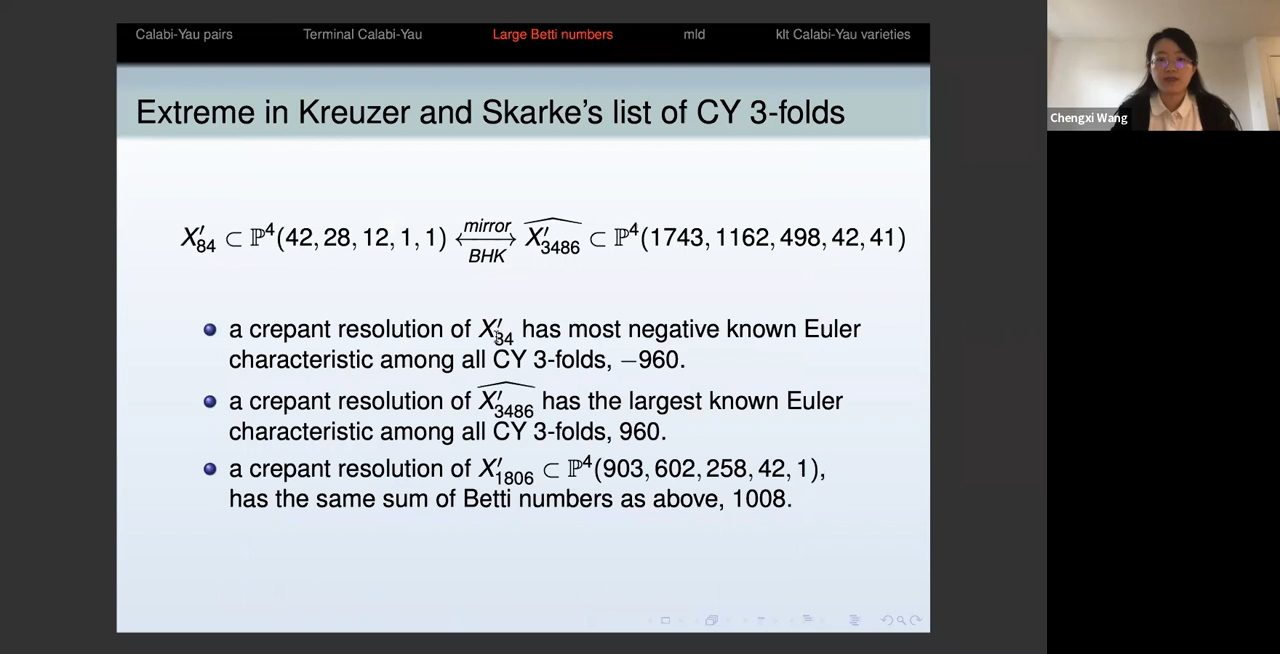 Calabi-Yau pairs Terminal Calabi-Yau Large Betti numbers mld klt Calabi-Yau varieties
Extreme in Kreuzer and Skarke's list of CY 3-folds
Chengxi Wang
mirror
X′₈₄ ⊂ ℙ⁴(42, 28, 12, 1, 1) ⟷ \widehat{X′₃₄₈₆} ⊂ ℙ⁴(1743, 1162, 498, 42, 41)
BHK
a crepant resolution of X′₈₄ has most negative known Euler
characteristic among all CY 3-folds, −960.
a crepant resolution of \widehat{X′₃₄₈₆} has the largest known Euler
characteristic among all CY 3-folds, 960.
a crepant resolution of X′₁₈₀₆ ⊂ ℙ⁴(903, 602, 258, 42, 1),
has the same sum of Betti numbers as above, 1008.